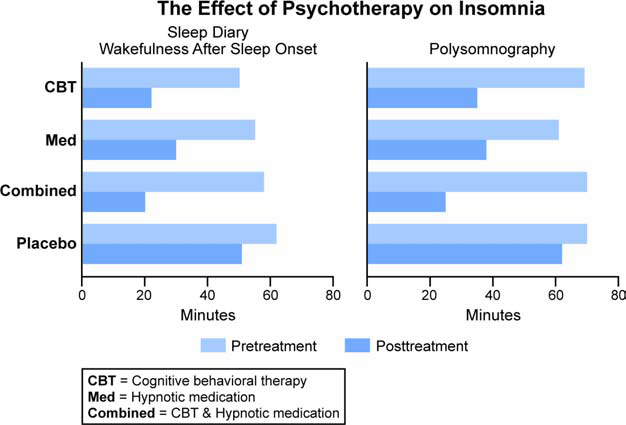 The Effect of Psychotherapy on Insomnia
Sleep Diary
Wakefulness After Sleep Onset
Polysomnography
CBT
Med
Combined
Placebo
0 20 40 60 80
0 20 40 60 80
Minutes
Minutes
Pretreatment
Posttreatment
CBT = Cognitive behavioral therapy
Med = Hypnotic medication
Combined = CBT & Hypnotic medication